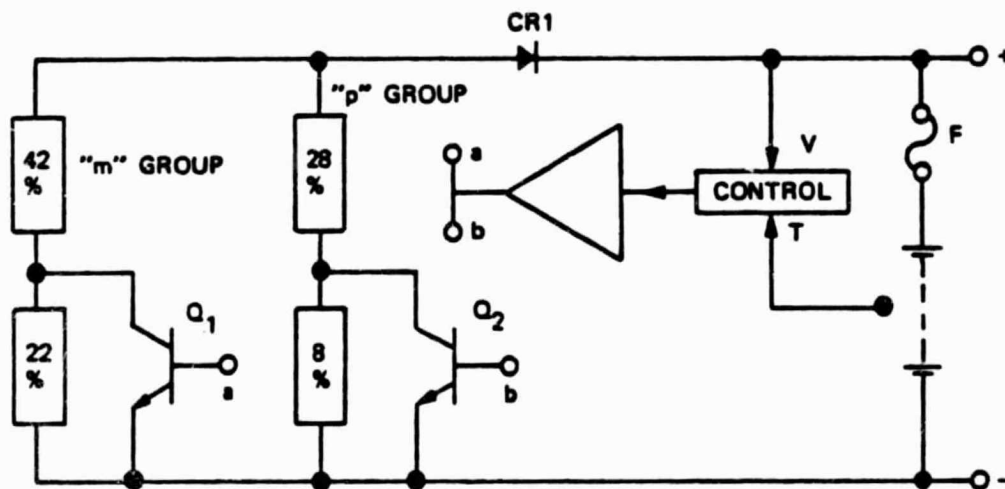 CR1
+
"p" GROUP
42
%
"m" GROUP
28
%
a
b
V
CONTROL
T
F
Q1
22
%
a
Q2
8
%
b
-